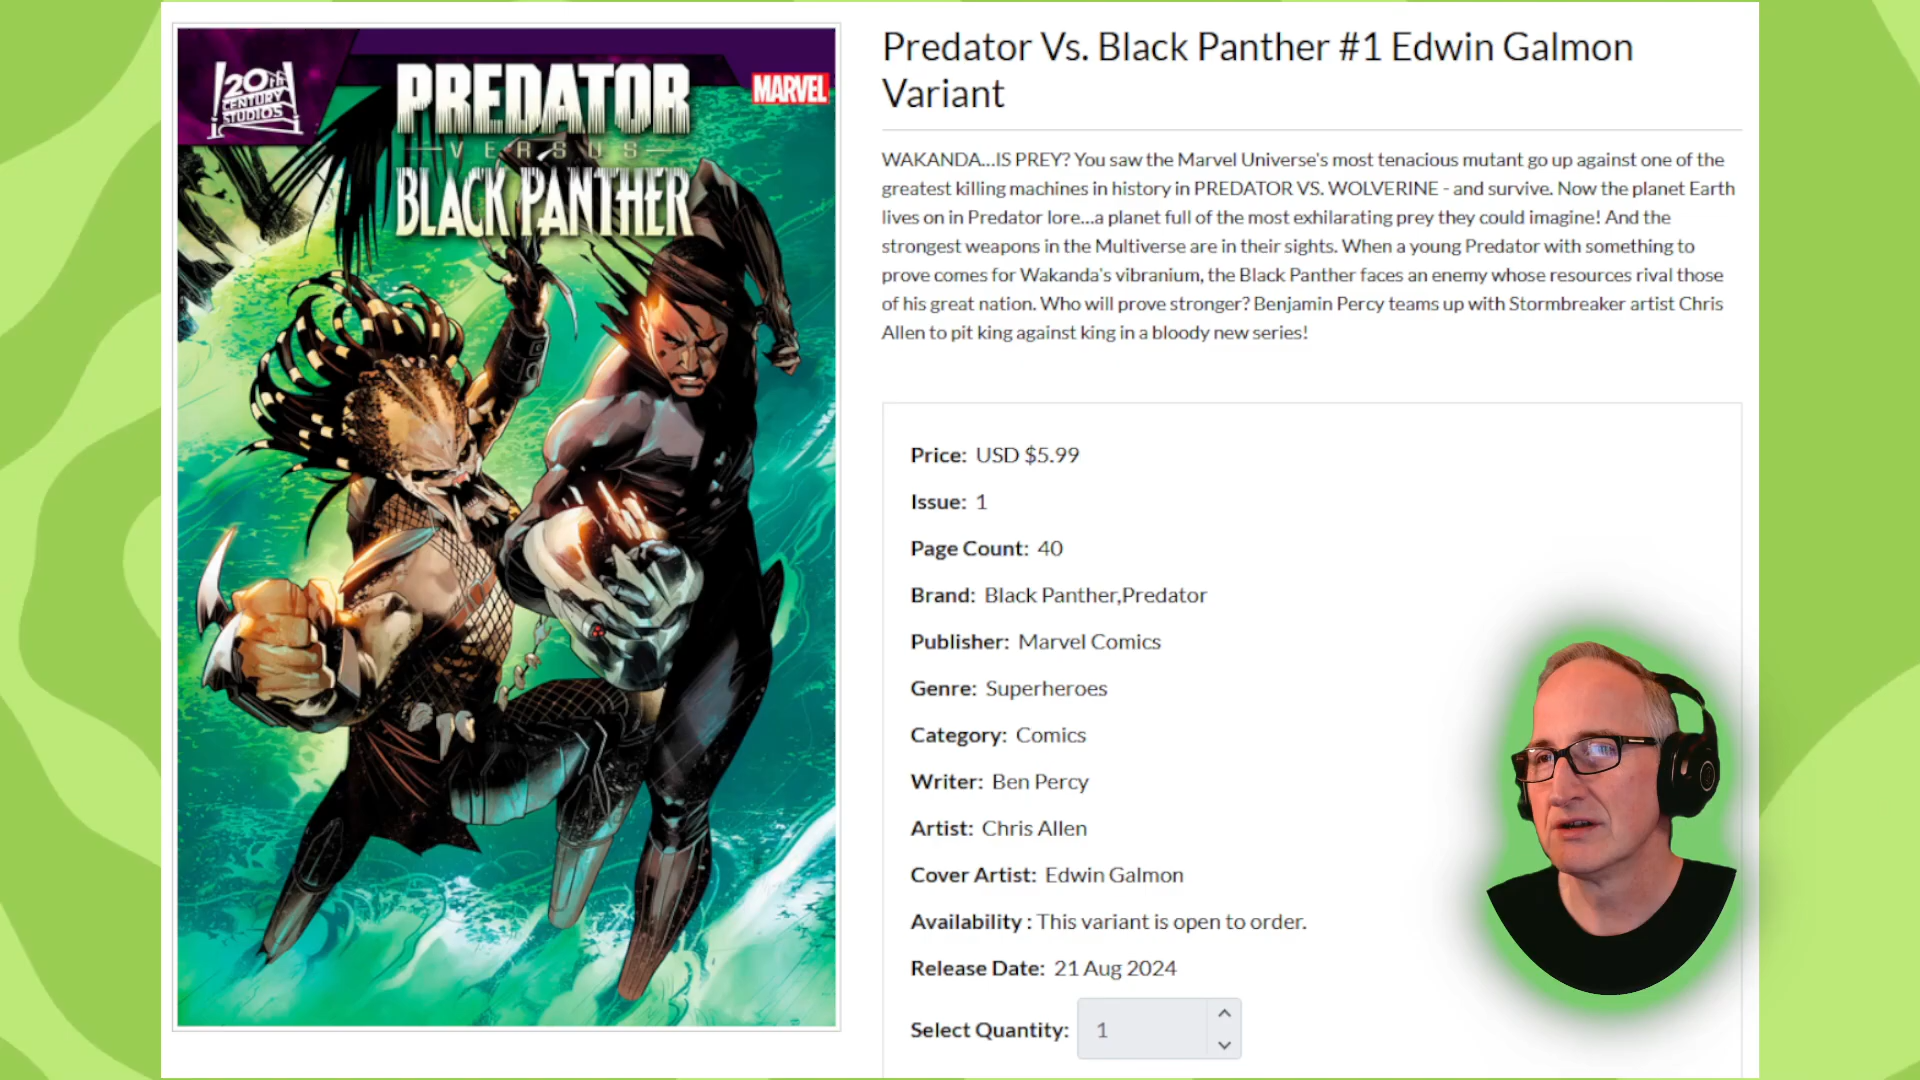 20th
CENTURY
STUDIOS
PREDATOR
VERSUS
BLACK PANTHER
MARVEL
Predator Vs. Black Panther #1 Edwin Galmon
Variant
WAKANDA...IS PREY? You saw the Marvel Universe's most tenacious mutant go up against one of the
greatest killing machines in history in PREDATOR VS. WOLVERINE - and survive. Now the planet Earth
lives on in Predator lore...a planet full of the most exhilarating prey they could imagine! And the
strongest weapons in the Multiverse are in their sights. When a young Predator with something to
prove comes for Wakanda's vibranium, the Black Panther faces an enemy whose resources rival those
of his great nation. Who will prove stronger? Benjamin Percy teams up with Stormbreaker artist Chris
Allen to pit king against king in a bloody new series!
Price: USD $5.99
Issue: 1
Page Count: 40
Brand: Black Panther,Predator
Publisher: Marvel Comics
Genre: Superheroes
Category: Comics
Writer: Ben Percy
Artist: Chris Allen
Cover Artist: Edwin Galmon
Availability : This variant is open to order.
Release Date: 21 Aug 2024
Select Quantity: 1